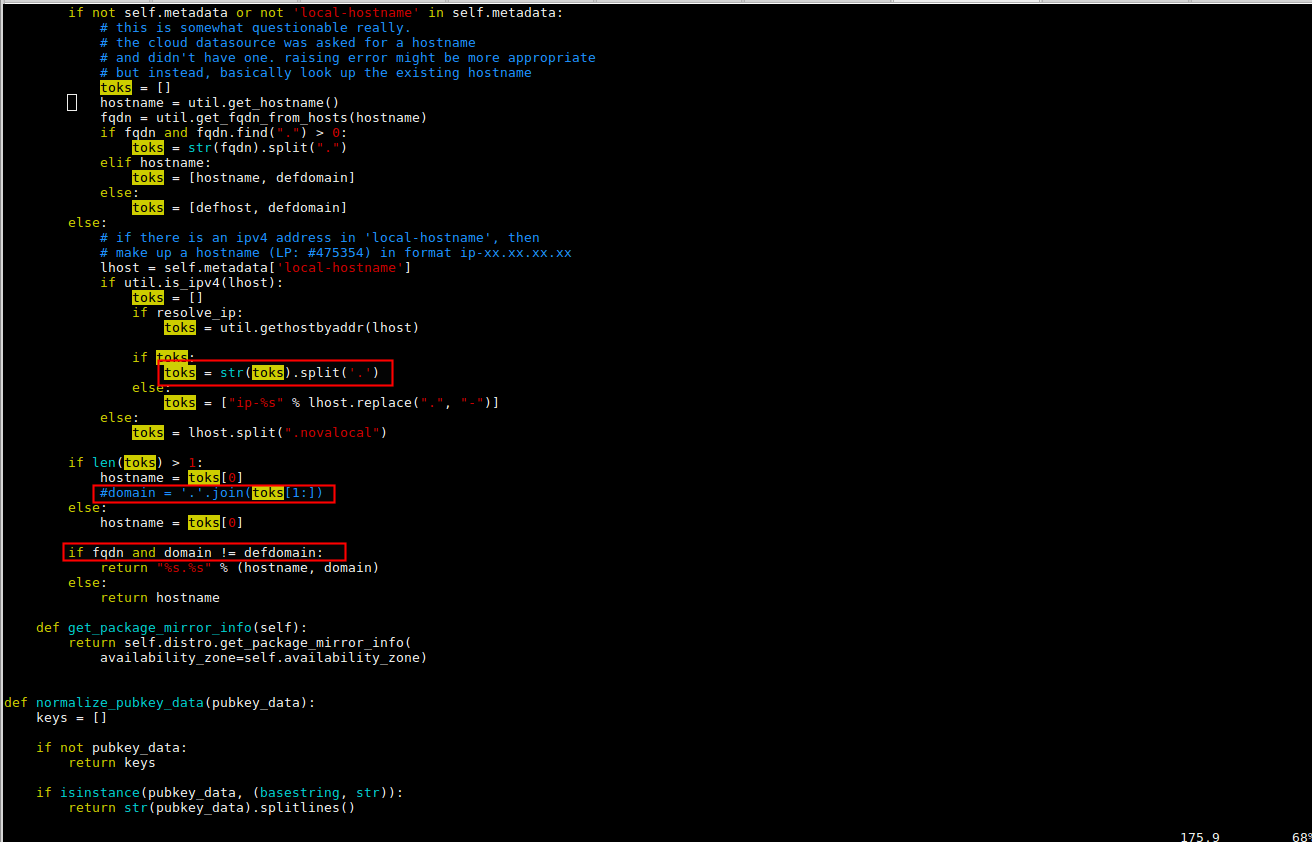 if not self.metadata or not 'local-hostname' in self.metadata:
            # this is somewhat questionable really.
            # the cloud datasource was asked for a hostname
            # and didn't have one. raising error might be more appropriate
            # but instead, basically look up the existing hostname
            toks = []
            hostname = util.get_hostname()
            fqdn = util.get_fqdn_from_hosts(hostname)
            if fqdn and fqdn.find(".") > 0:
                toks = str(fqdn).split(".")
            elif hostname:
                toks = [hostname, defdomain]
            else:
                toks = [defhost, defdomain]
        else:
            # if there is an ipv4 address in 'local-hostname', then
            # make up a hostname (LP: #475354) in format ip-xx.xx.xx.xx
            lhost = self.metadata['local-hostname']
            if util.is_ipv4(lhost):
                toks = []
                if resolve_ip:
                    toks = util.gethostbyaddr(lhost)

                if toks:
                    toks = str(toks).split('.')
                else:
                    toks = ["ip-%s" % lhost.replace(".", "-")]
            else:
                toks = lhost.split(".novalocal")

        if len(toks) > 1:
            hostname = toks[0]
            #domain = '.'.join(toks[1:])
        else:
            hostname = toks[0]

        if fqdn and domain != defdomain:
            return "%s.%s" % (hostname, domain)
        else:
            return hostname

    def get_package_mirror_info(self):
        return self.distro.get_package_mirror_info(
            availability_zone=self.availability_zone)


def normalize_pubkey_data(pubkey_data):
    keys = []

    if not pubkey_data:
        return keys

    if isinstance(pubkey_data, (basestring, str)):
        return str(pubkey_data).splitlines()
175,9 68%